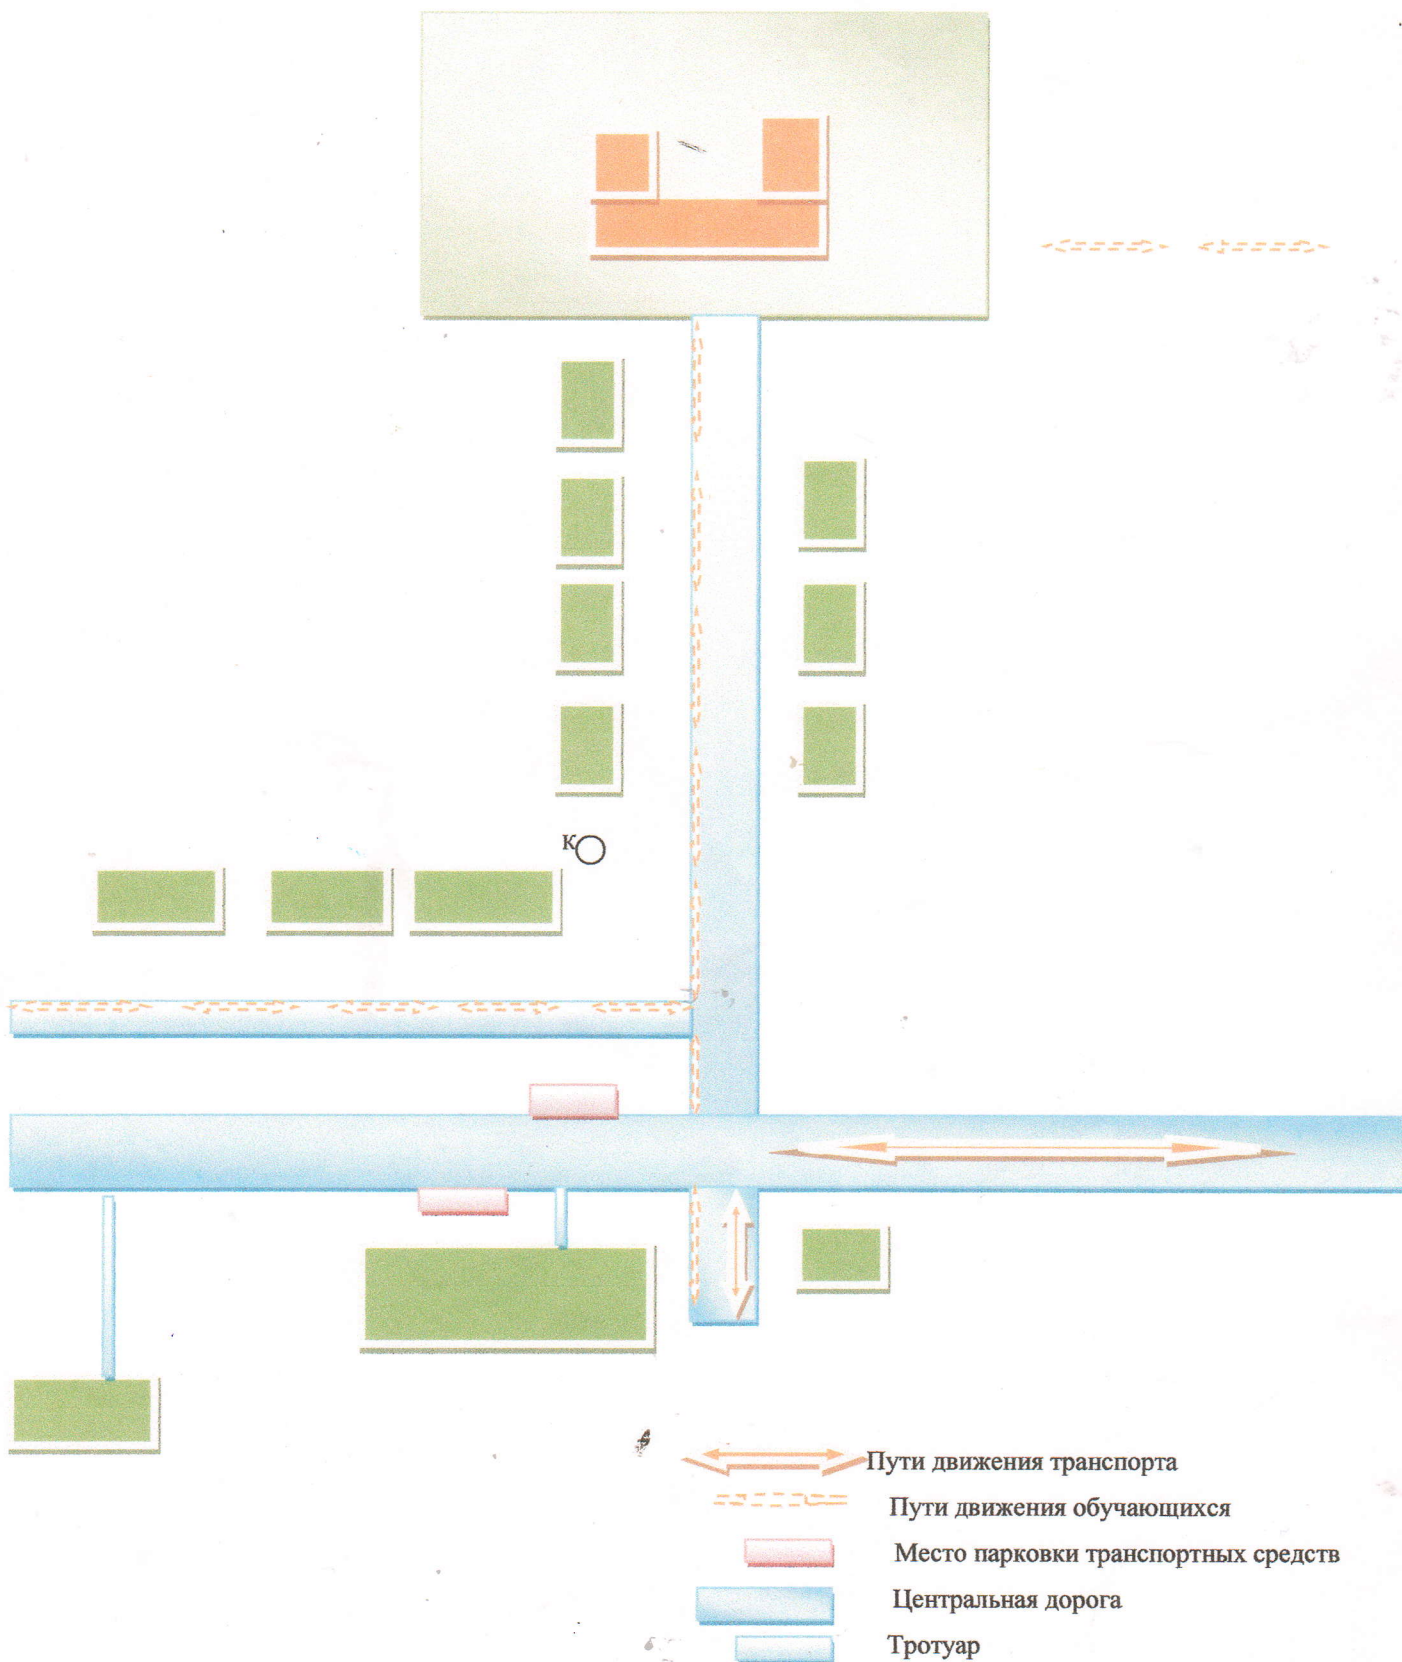 К
Пути движения транспорта
Пути движения обучающихся
Место парковки транспортных средств
Центральная дорога
Тротуар